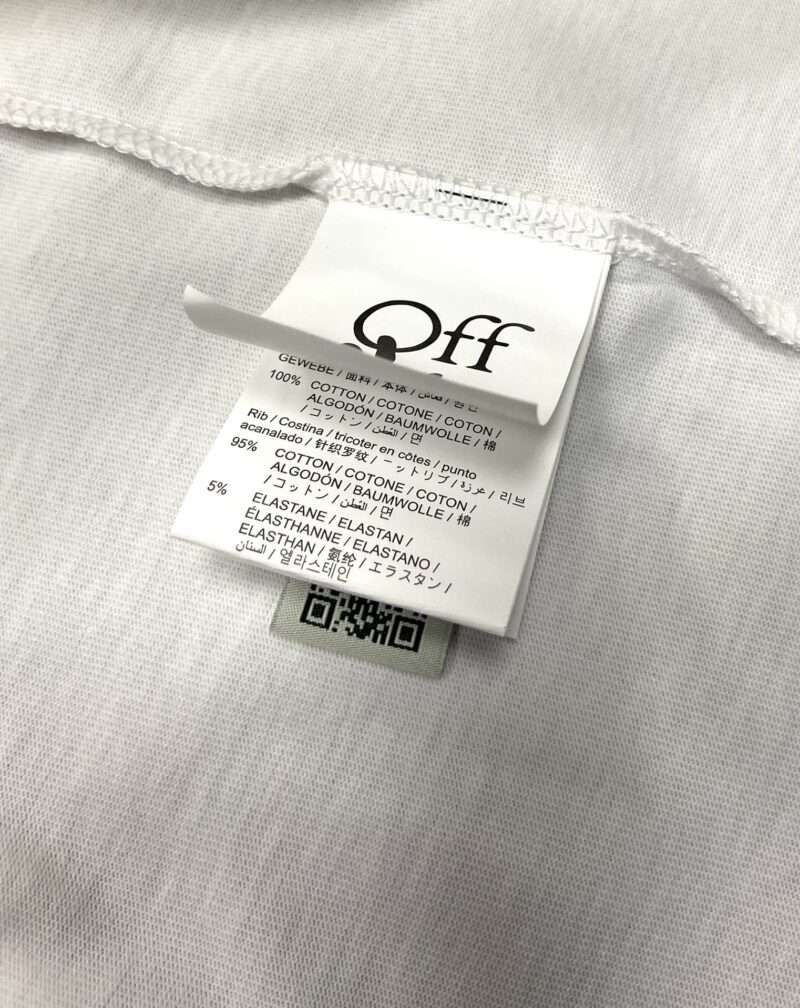 Off
GEWEBE / 面料 / 本体 /
100% COTTON / COTONE / COTON /
ALGODÓN / BAUMWOLLE / 棉
/ コットン / القطن / 면
Rib / Costina / tricoter en côtes / punto
acanalado / 针织罗纹 / ニットリブ / / 리브
95% COTTON / COTONE / COTON /
ALGODÓN / BAUMWOLLE / 棉
/ コットン / القطن / 면
5% ELASTANE / ELASTAN /
ÉLASTHANNE / ELASTANO /
ELASTHAN / 氨纶 / エラスタン /
/ 엘라스테인